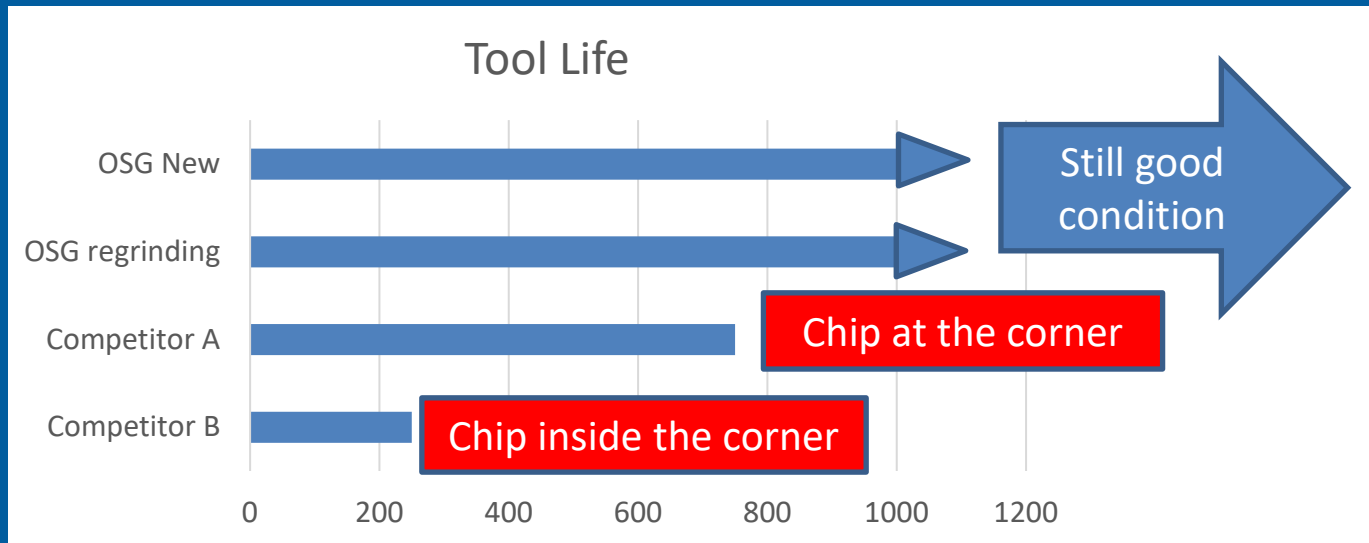 Tool Life
OSG New
OSG regrinding
Competitor A
Competitor B
Still good
condition
Chip at the corner
Chip inside the corner
0 200 400 600 800 1000 1200